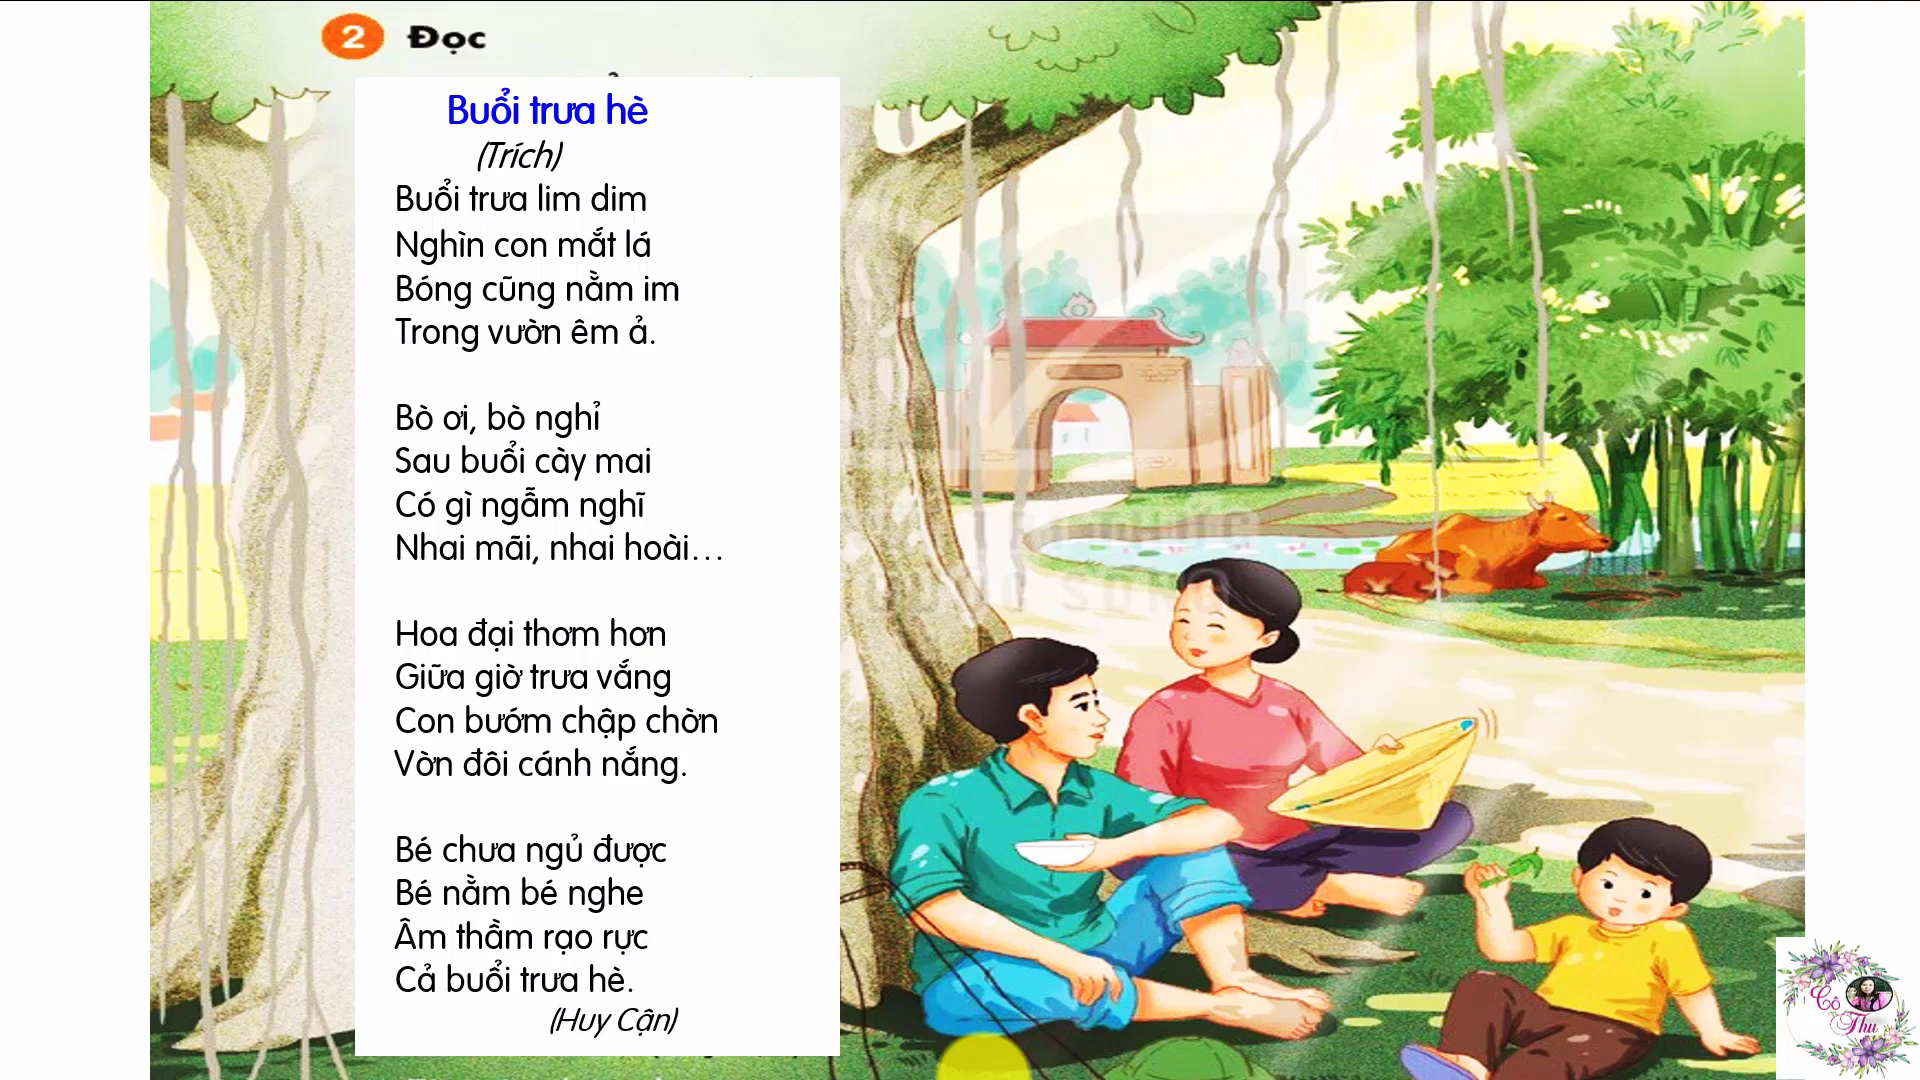 2 Đọc
Buổi trưa hè
(Trích)
Buổi trưa lim dim
Nghìn con mắt lá
Bóng cũng nằm im
Trong vườn êm ả.
Bò ơi, bò nghỉ
Sau buổi cày mai
Có gì ngẫm nghĩ
Nhai mãi, nhai hoài…
Hoa đại thơm hơn
Giữa giờ trưa vắng
Con bướm chập chờn
Vờn đôi cánh nắng.
Bé chưa ngủ được
Bé nằm bé nghe
Âm thầm rạo rực
Cả buổi trưa hè.
(Huy Cận)
Cô
Thu